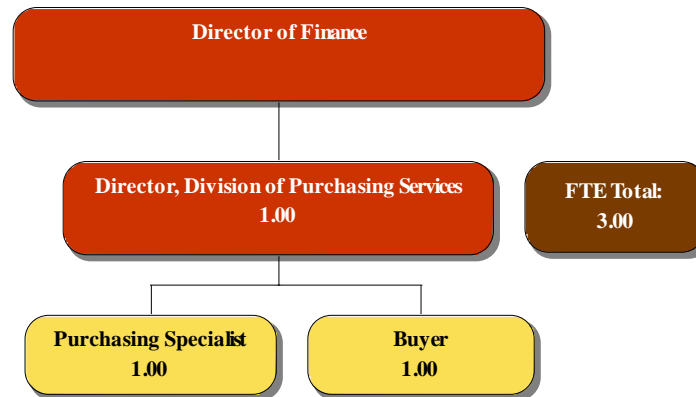 Director of Finance
Director, Division of Purchasing Services
1.00
FTE Total:
3.00
Purchasing Specialist
1.00
Buyer
1.00